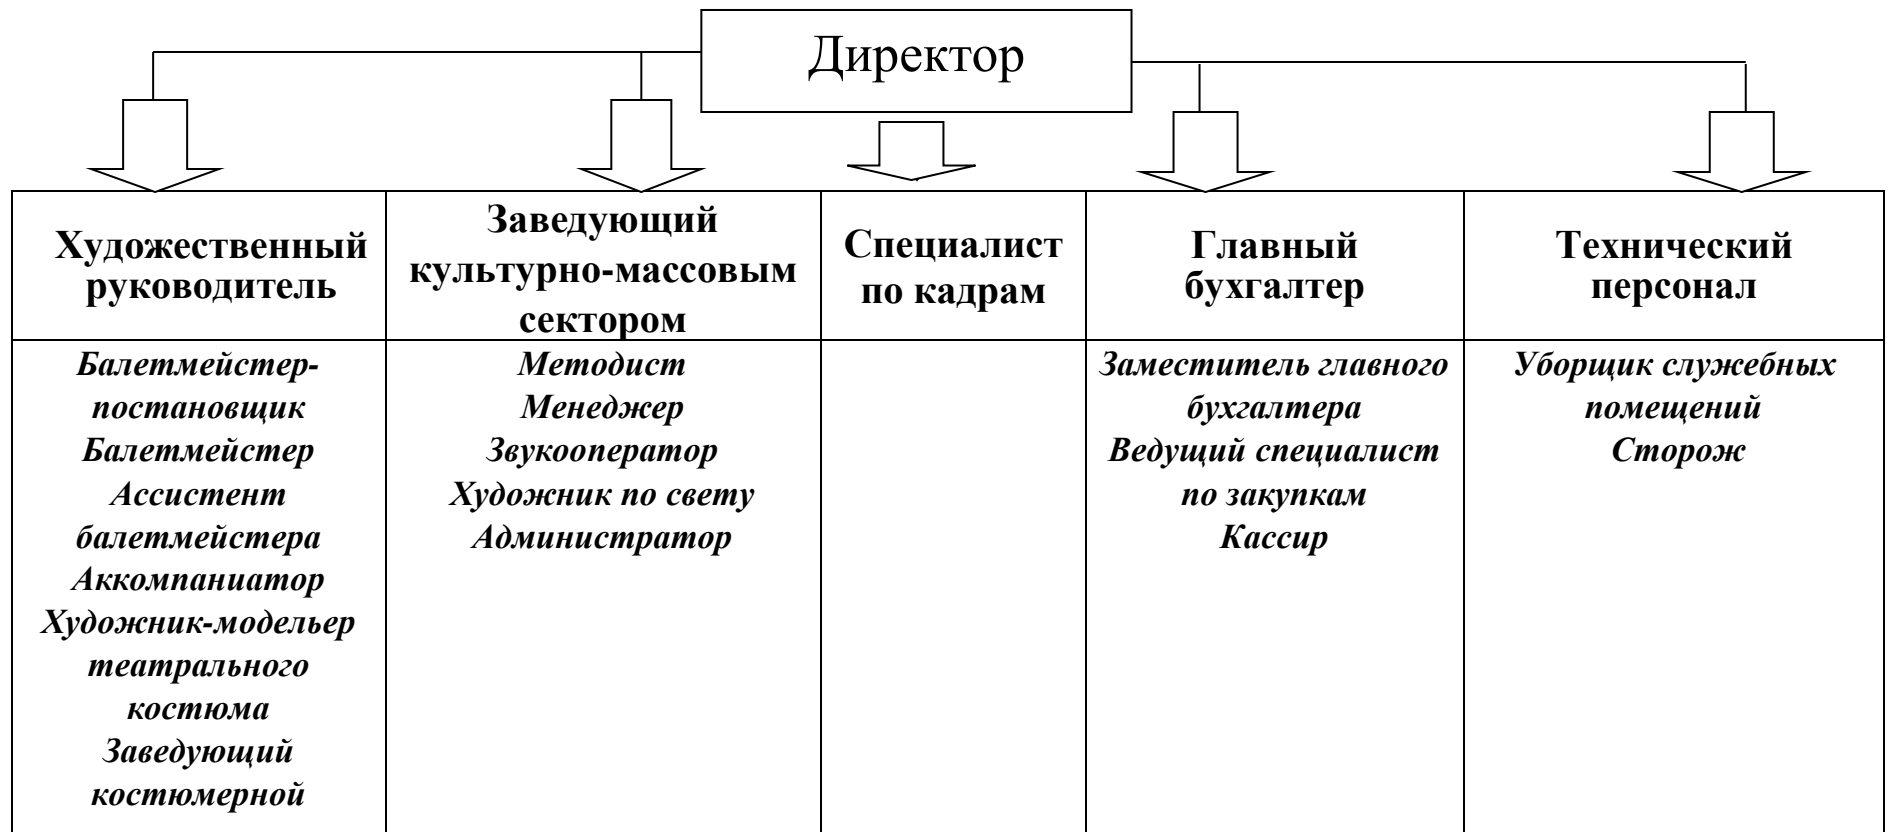 Директор
Художественный
руководитель
Заведующий
культурно-массовым
сектором
Специалист
по кадрам
Главный
бухгалтер
Технический
персонал
Балетмейстер-
постановщик
Балетмейстер
Ассистент
балетмейстера
Аккомпаниатор
Художник-модельер
театрального
костюма
Заведующий
костюмерной
Методист
Менеджер
Звукооператор
Художник по свету
Администратор
Заместитель главного
бухгалтера
Ведущий специалист
по закупкам
Кассир
Уборщик служебных
помещений
Сторож